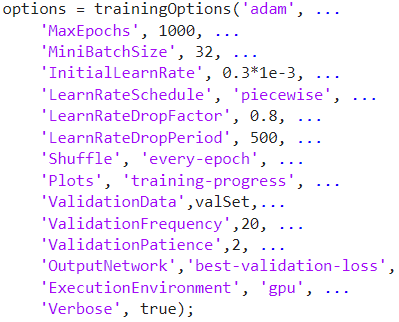 options = trainingOptions('adam', ...
'MaxEpochs', 1000, ...
'MiniBatchSize', 32, ...
'InitialLearnRate', 0.3*1e-3, ...
'LearnRateSchedule', 'piecewise', ...
'LearnRateDropFactor', 0.8, ...
'LearnRateDropPeriod', 500, ...
'Shuffle', 'every-epoch', ...
'Plots', 'training-progress', ...
'ValidationData',valSet,...
'ValidationFrequency',20, ...
'ValidationPatience',2, ...
'OutputNetwork','best-validation-loss',
'ExecutionEnvironment', 'gpu', ...
'Verbose', true);